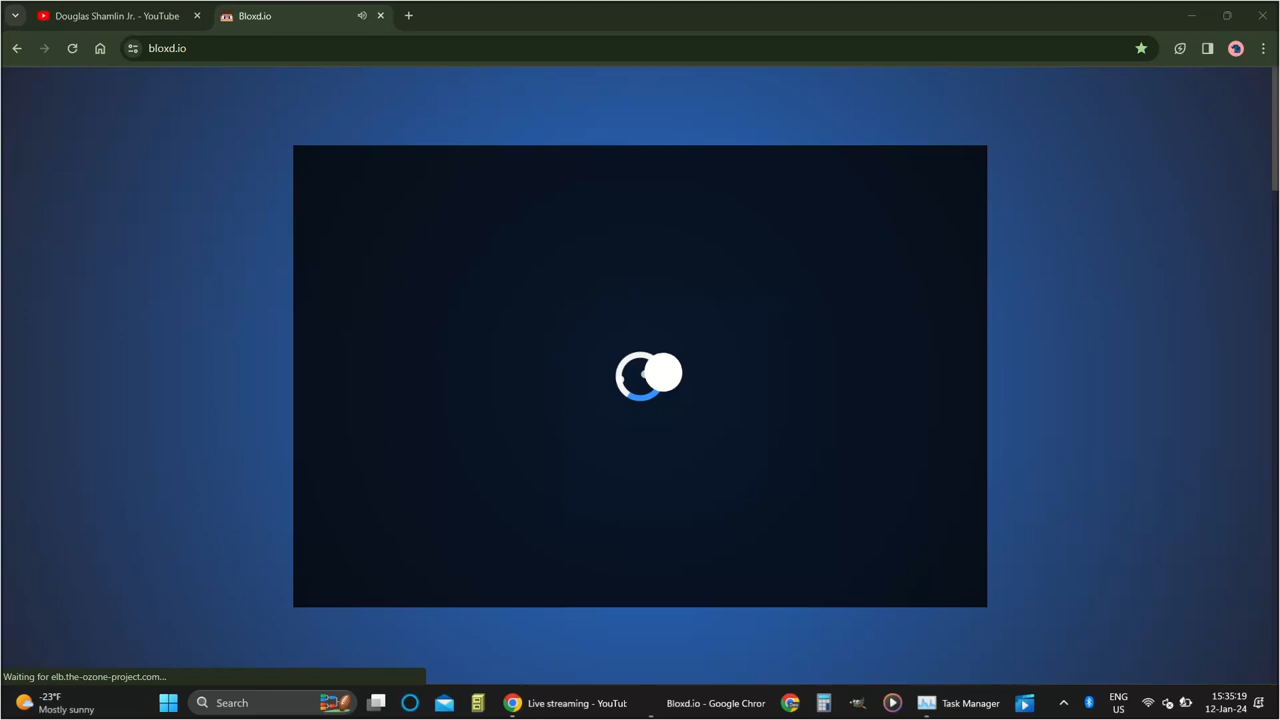 Douglas Shamlin Jr. - YouTube
Bloxd.io
bloxd.io
Waiting for elb.the-ozone-project.com...
-23°F
Mostly sunny
Search
Live streaming - YouTub
Bloxd.io - Google Chror
Task Manager
ENG
US
15:35:19
12-Jan-24